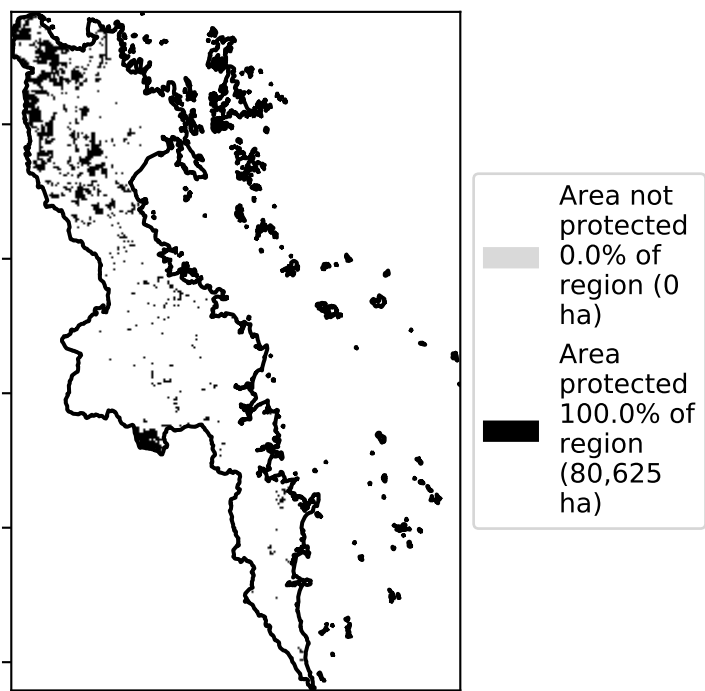 Area not
protected
0.0% of
region (0
ha)
Area
protected
100.0% of
region
(80,625
ha)